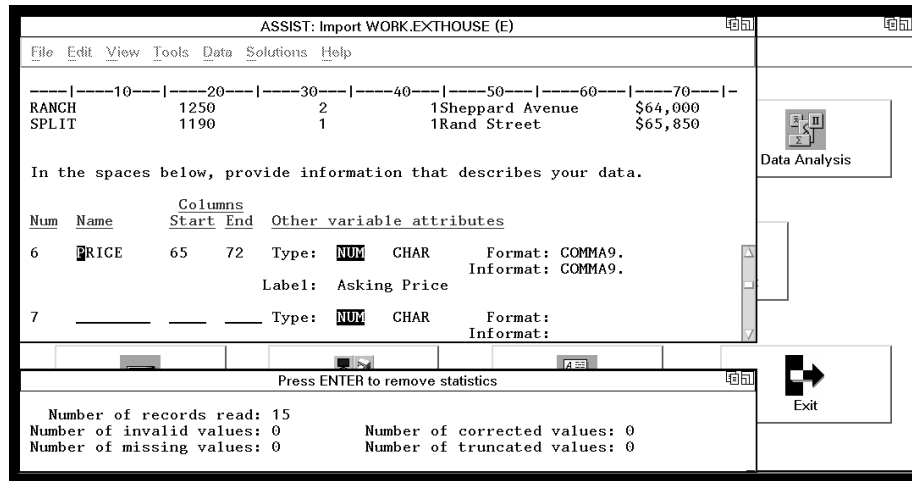 ASSIST: Import WORK.EXTHOUSE (E)
File Edit View Tools Data Solutions Help
----|----10---|----20---|----30---|----40---|----50---|----60---|----70---|-
RANCH 1250 2 1Sheppard Avenue $64,000
SPLIT 1190 1 1Rand Street $65,850
In the spaces below, provide information that describes your data.
Columns
Num Name Start End Other variable attributes
6 PRICE 65 72 Type: NUM CHAR Format: COMMA9.
Informat: COMMA9.
Label: Asking Price
7 Type: NUM CHAR Format:
Informat:
Data Analysis
Press ENTER to remove statistics
Number of records read: 15
Number of invalid values: 0 Number of corrected values: 0
Number of missing values: 0 Number of truncated values: 0
Exit